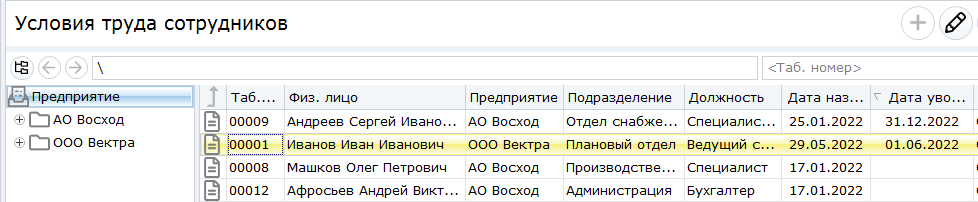 Условия труда сотрудников
\ <Таб. номер>
Предприятие
АО Восход
ООО Вектра
Таб.... Физ. лицо Предприятие Подразделение Должность Дата наз... Дата уво...
00009 Андреев Сергей Ивано... АО Восход Отдел снабже... Специалис... 25.01.2022 31.12.2022
00001 Иванов Иван Иванович ООО Вектра Плановый отдел Ведущий с... 29.05.2022 01.06.2022
00008 Машков Олег Петрович АО Восход Производстве... Специалист 17.01.2022
00012 Афросьев Андрей Викт... АО Восход Администрация Бухгалтер 17.01.2022